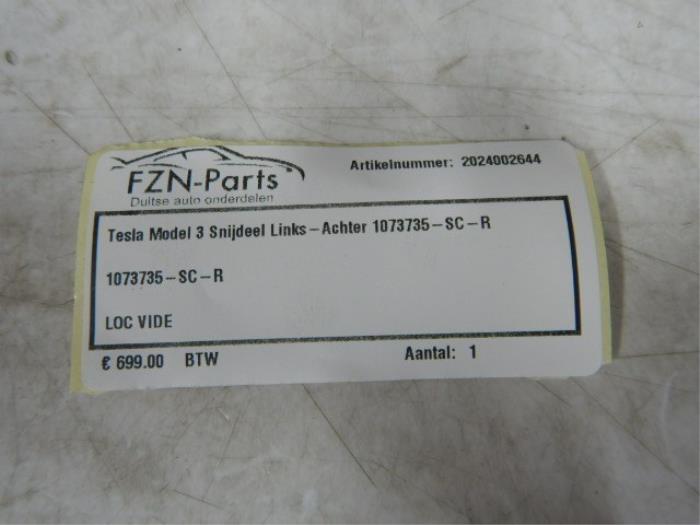 FZN-Parts
Duitse auto onderdelen
Artikelnummer: 2024002644
Tesla Model 3 Snijdeel Links-Achter 1073735-SC-R
1073735-SC-R
LOC VIDE
€ 699.00 BTW Aantal: 1